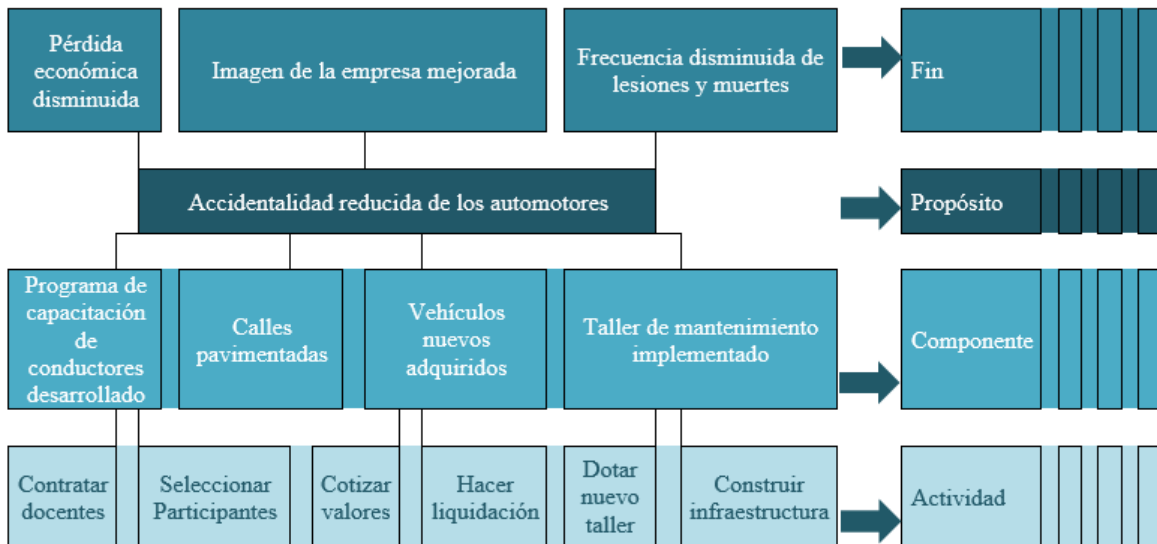 Pérdida
económica
disminuida
Imagen de la empresa mejorada
Frecuencia disminuida de
lesiones y muertes
Fin
Accidentalidad reducida de los automotores
Propósito
Programa de
capacitación
de
conductores
desarrollado
Calles
pavimentadas
Vehículos
nuevos
adquiridos
Taller de mantenimiento
implementado
Componente
Contratar
docentes
Seleccionar
Participantes
Cotizar
valores
Hacer
liquidación
Dotar
nuevo
taller
Construir
infraestructura
Actividad